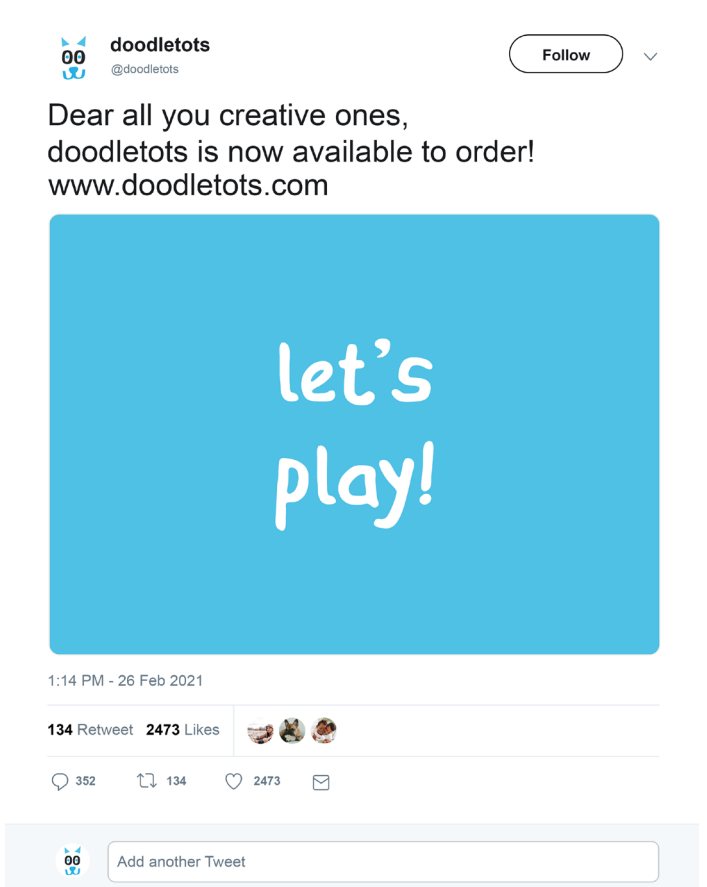 doodletots
@doodletots
Follow
Dear all you creative ones,
doodletots is now available to order!
www.doodletots.com
let's
play!
1:14 PM - 26 Feb 2021
134 Retweet 2473 Likes
352 134 2473
Add another Tweet